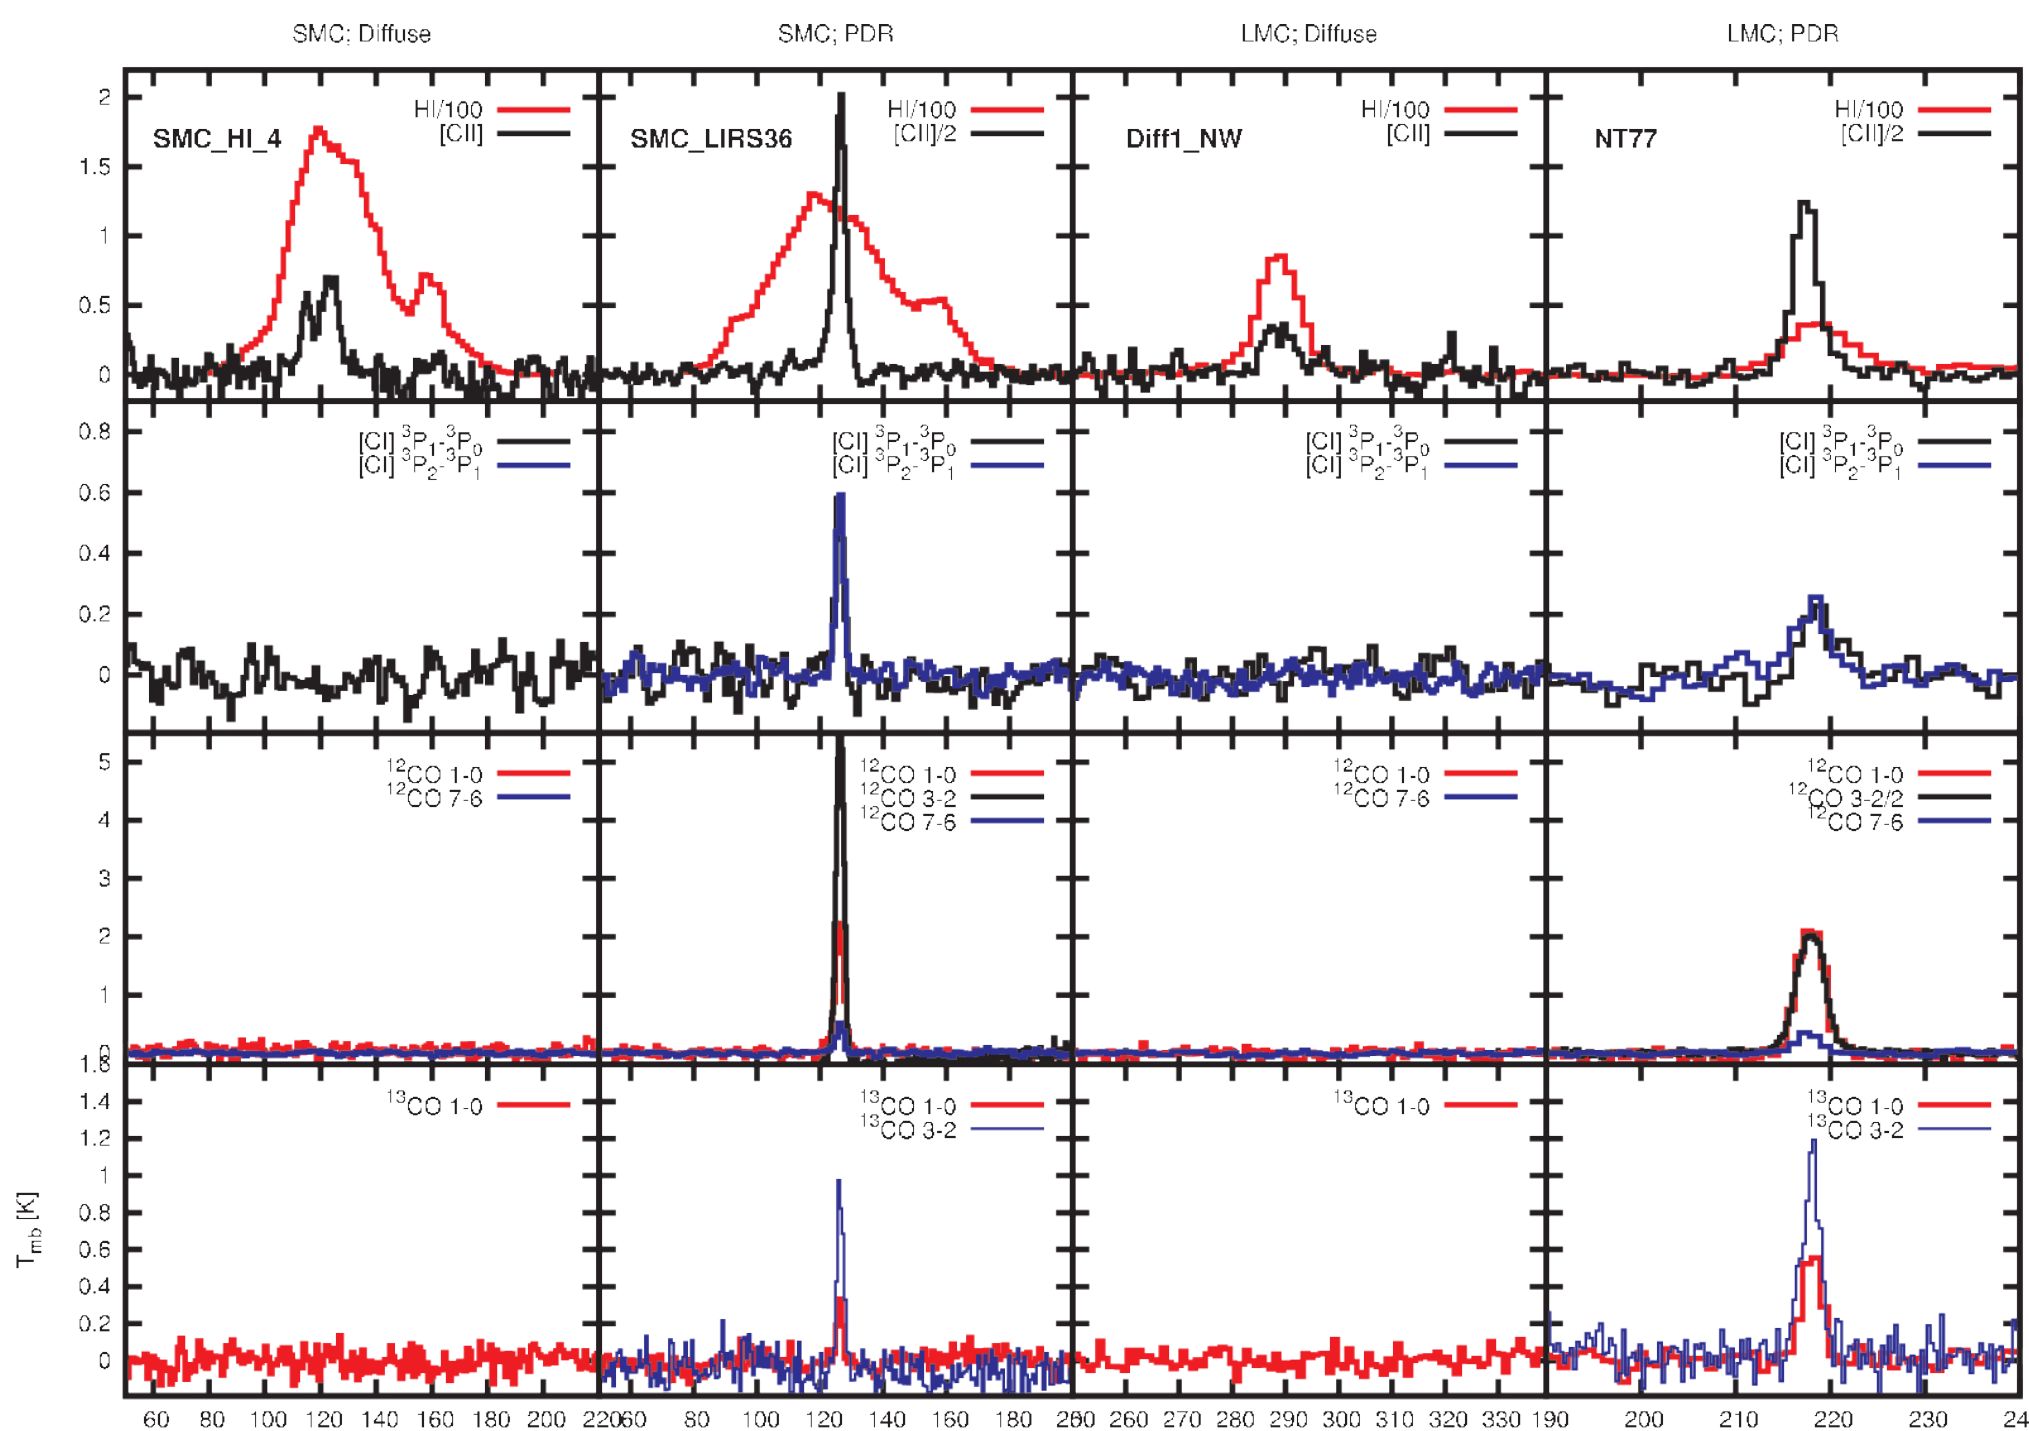 SMC; Diffuse SMC; PDR LMC; Diffuse LMC; PDR
2 HI/100 HI/100 HI/100 HI/100
SMC_HI_4 [CII] SMC_LIRS36 [CII]/2 Diff1_NW [CII] NT77 [CII]/2
1.5
1
0.5
0
0.8 [CI] ³P₁-³P₀ [CI] ³P₁-³P₀ [CI] ³P₁-³P₀ [CI] ³P₁-³P₀
[CI] ³P₂-³P₁ [CI] ³P₂-³P₁ [CI] ³P₂-³P₁ [CI] ³P₂-³P₁
0.6
0.4
0.2
0
5 ¹²CO 1-0 ¹²CO 1-0 ¹²CO 1-0 ¹²CO 1-0
¹²CO 7-6 ¹²CO 3-2 ¹²CO 7-6 ¹²CO 3-2/2
4 ¹²CO 7-6 ¹²CO 7-6
3
2
1
0
1.4 ¹³CO 1-0 ¹³CO 1-0 ¹³CO 1-0 ¹³CO 1-0
¹³CO 3-2 ¹³CO 3-2
1.2
1
0.8
0.6
0.4
0.2
0
Tmb [K]
60 80 100 120 140 160 180 200 220 60 80 100 120 140 160 180 260 270 280 290 300 310 320 330 190 200 210 220 230 24